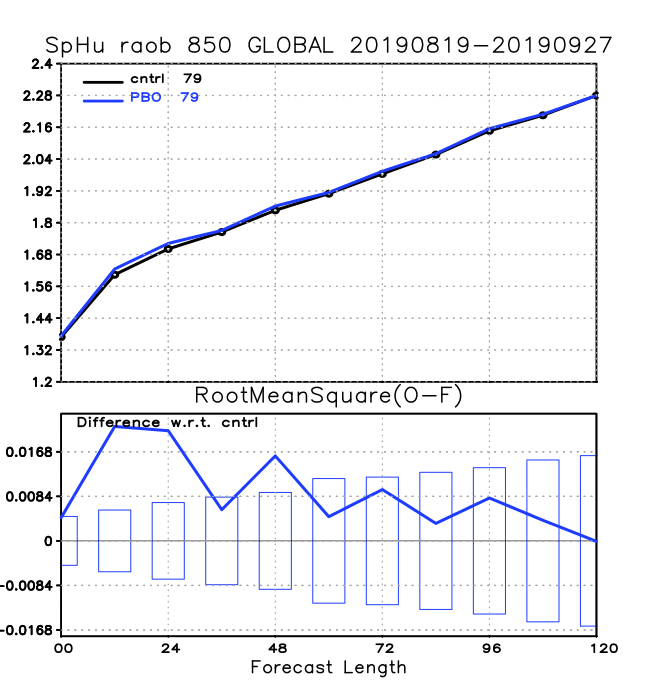 SpHu raob 850 GLOBAL 20190819-20190927
2.4
2.28
2.16
2.04
1.92
1.8
1.68
1.56
1.44
1.32
1.2
cntrl 79
PBO 79
RootMeanSquare(O-F)
Difference w.r.t. cntrl
0.0168
0.0084
0
-0.0084
-0.0168
00 24 48 72 96 120
Forecast Length